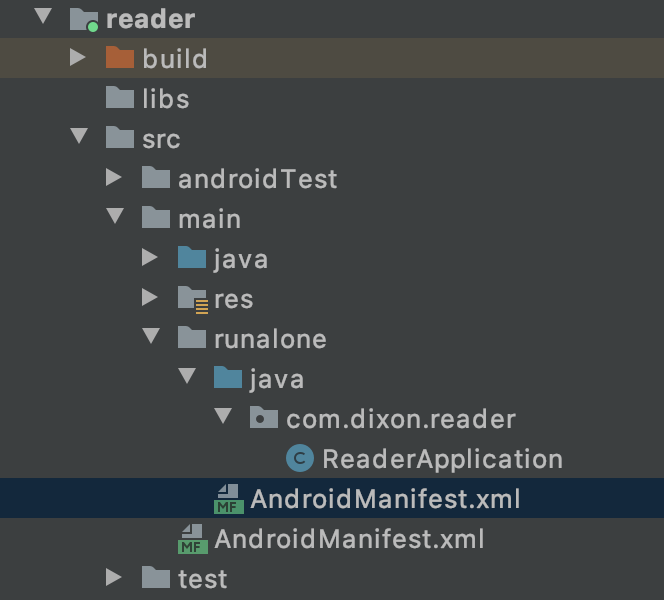 reader
build
libs
src
androidTest
main
java
res
runalone
java
com.dixon.reader
C ReaderApplication
MF AndroidManifest.xml
MF AndroidManifest.xml
test